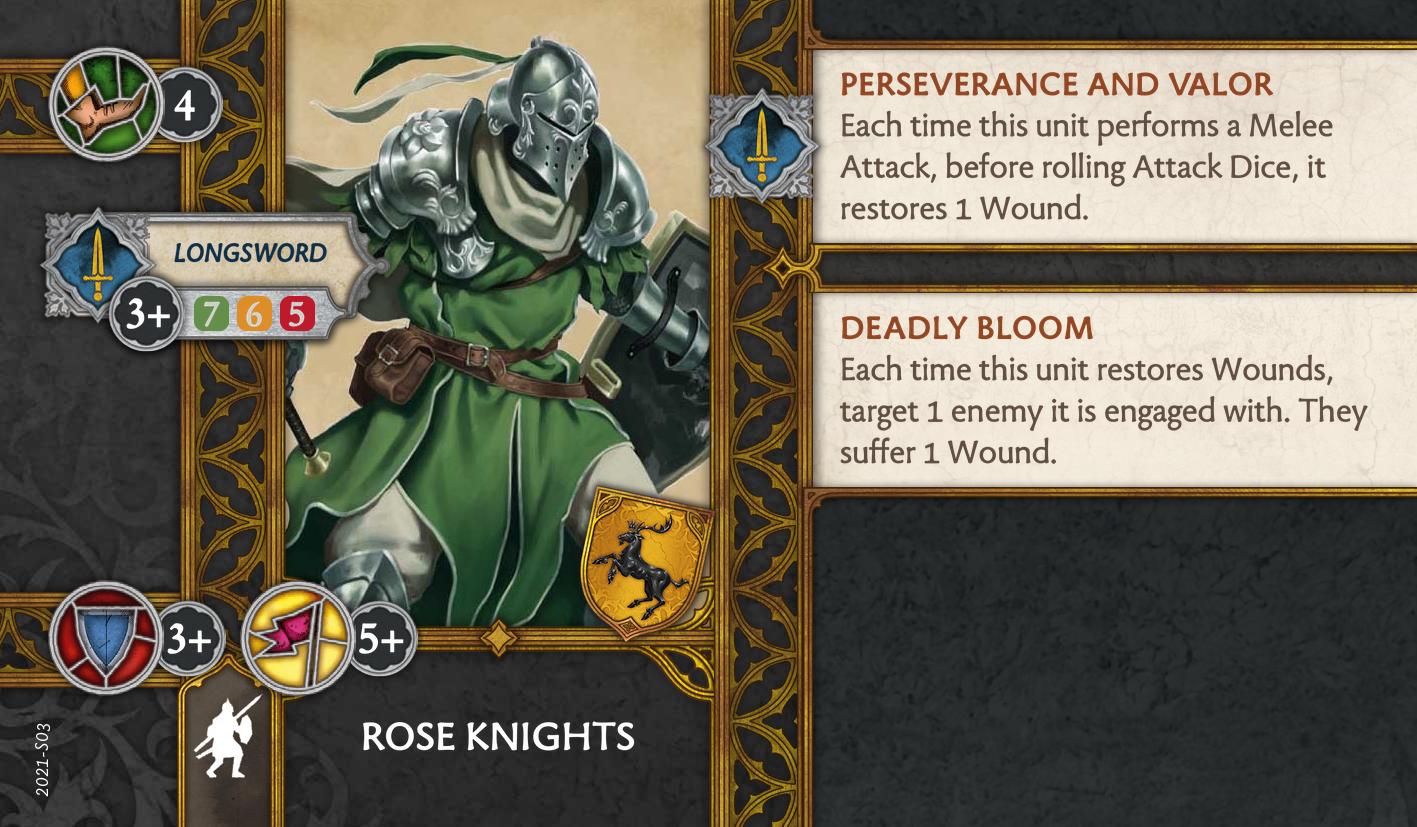 4
LONGSWORD
3+ 7 6 5
3+ 5+
ROSE KNIGHTS
2021-S03
PERSEVERANCE AND VALOR
Each time this unit performs a Melee
Attack, before rolling Attack Dice, it
restores 1 Wound.
DEADLY BLOOM
Each time this unit restores Wounds,
target 1 enemy it is engaged with. They
suffer 1 Wound.